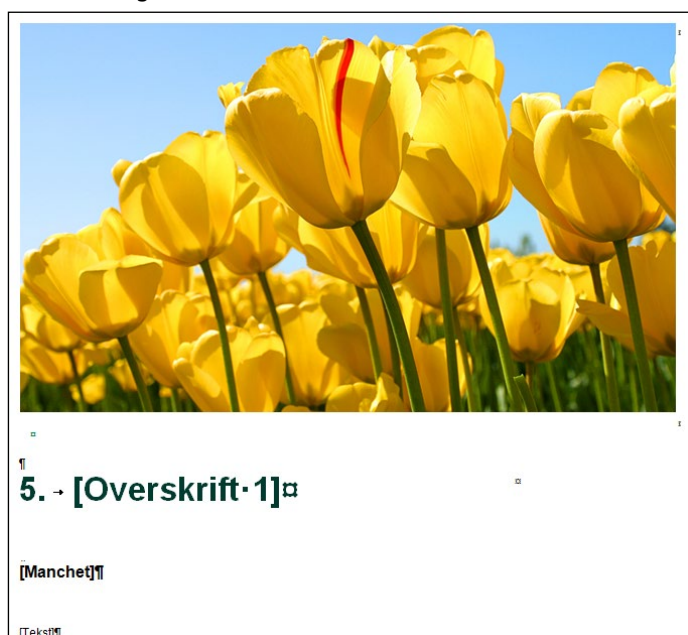 ¤
¤
¤
¶
5. → [Overskrift·1]¤ ¤
[Manchet]¶
[Tekst]¶